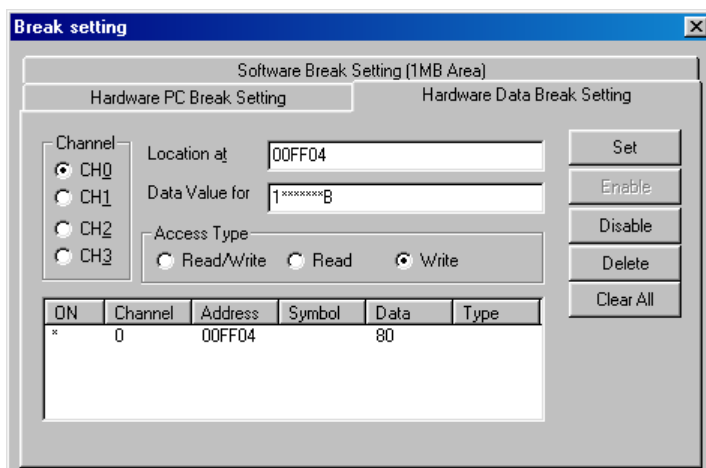 Break setting
Software Break Setting (1MB Area)
Hardware PC Break Setting
Hardware Data Break Setting
Channel
CH0
CH1
CH2
CH3
Location at
00FF04
Data Value for
1*******B
Access Type
Read/Write
Read
Write
Set
Enable
Disable
Delete
Clear All
ON Channel Address Symbol Data Type
* 0 00FF04 80